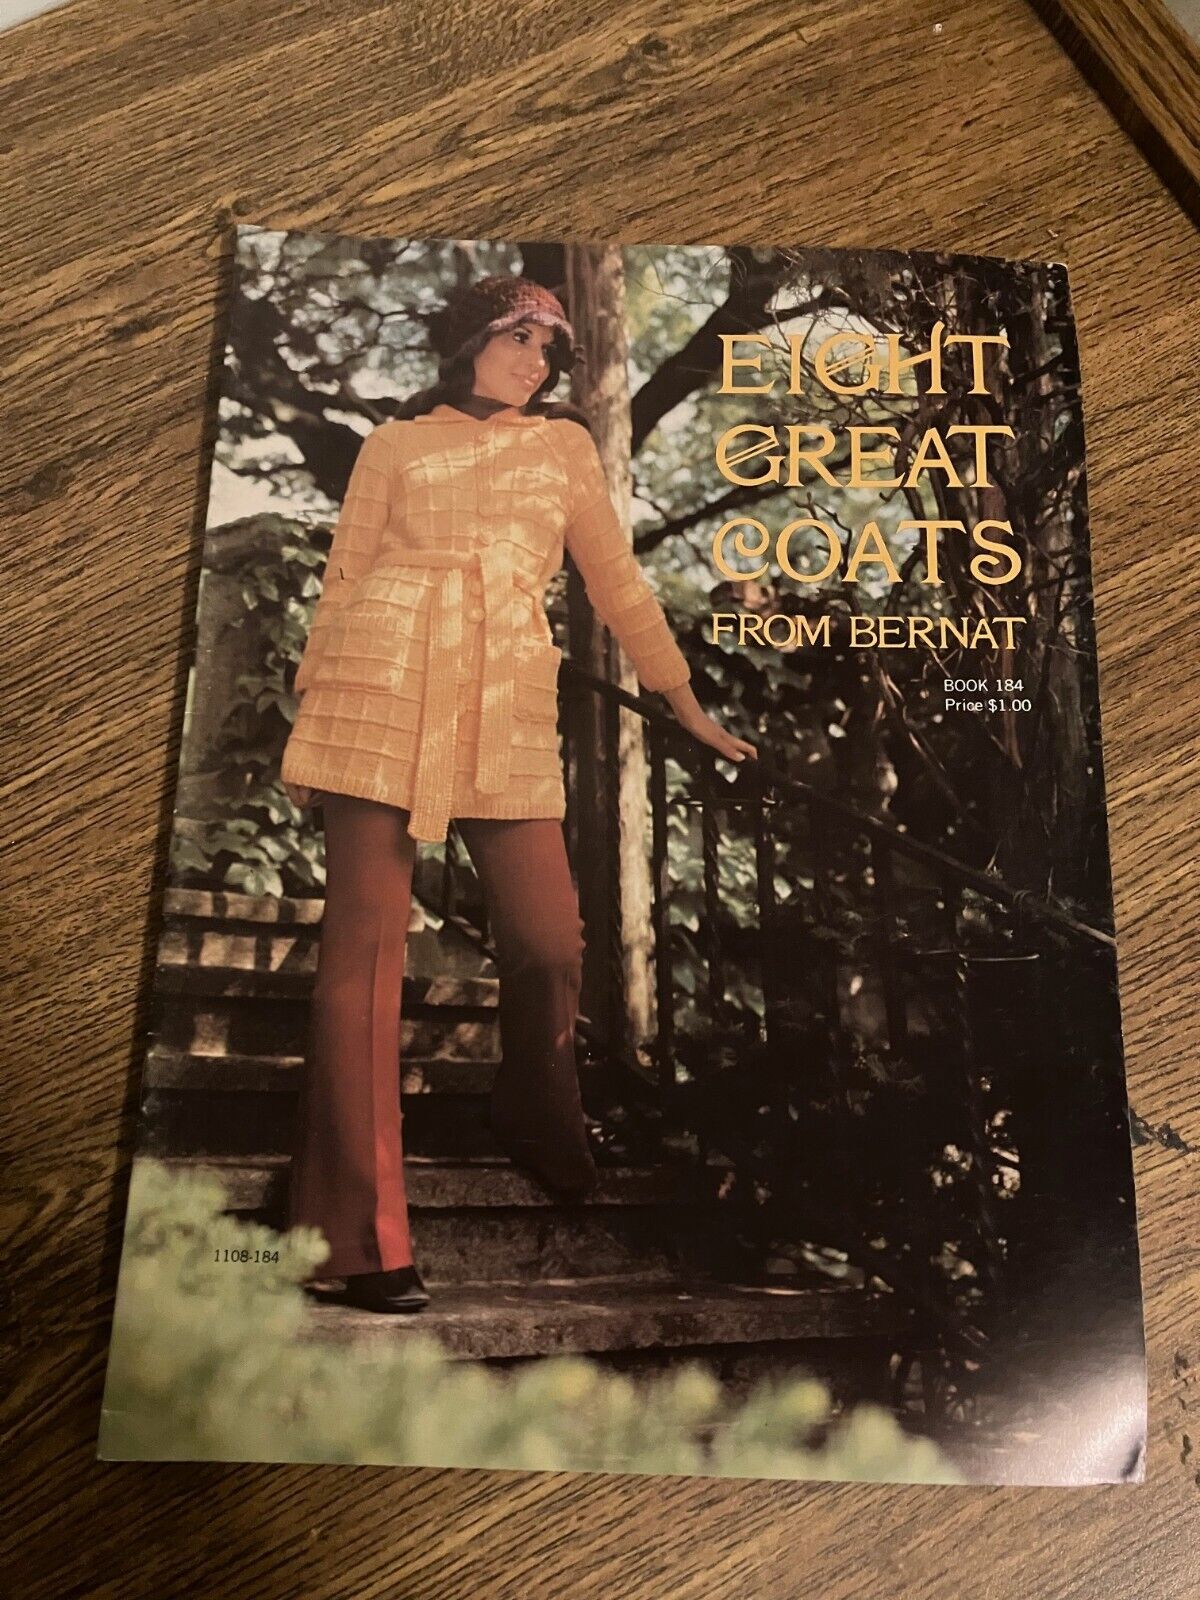 EIGHT
GREAT
COATS
FROM BERNAT
BOOK 184
Price $1.00
1108-184